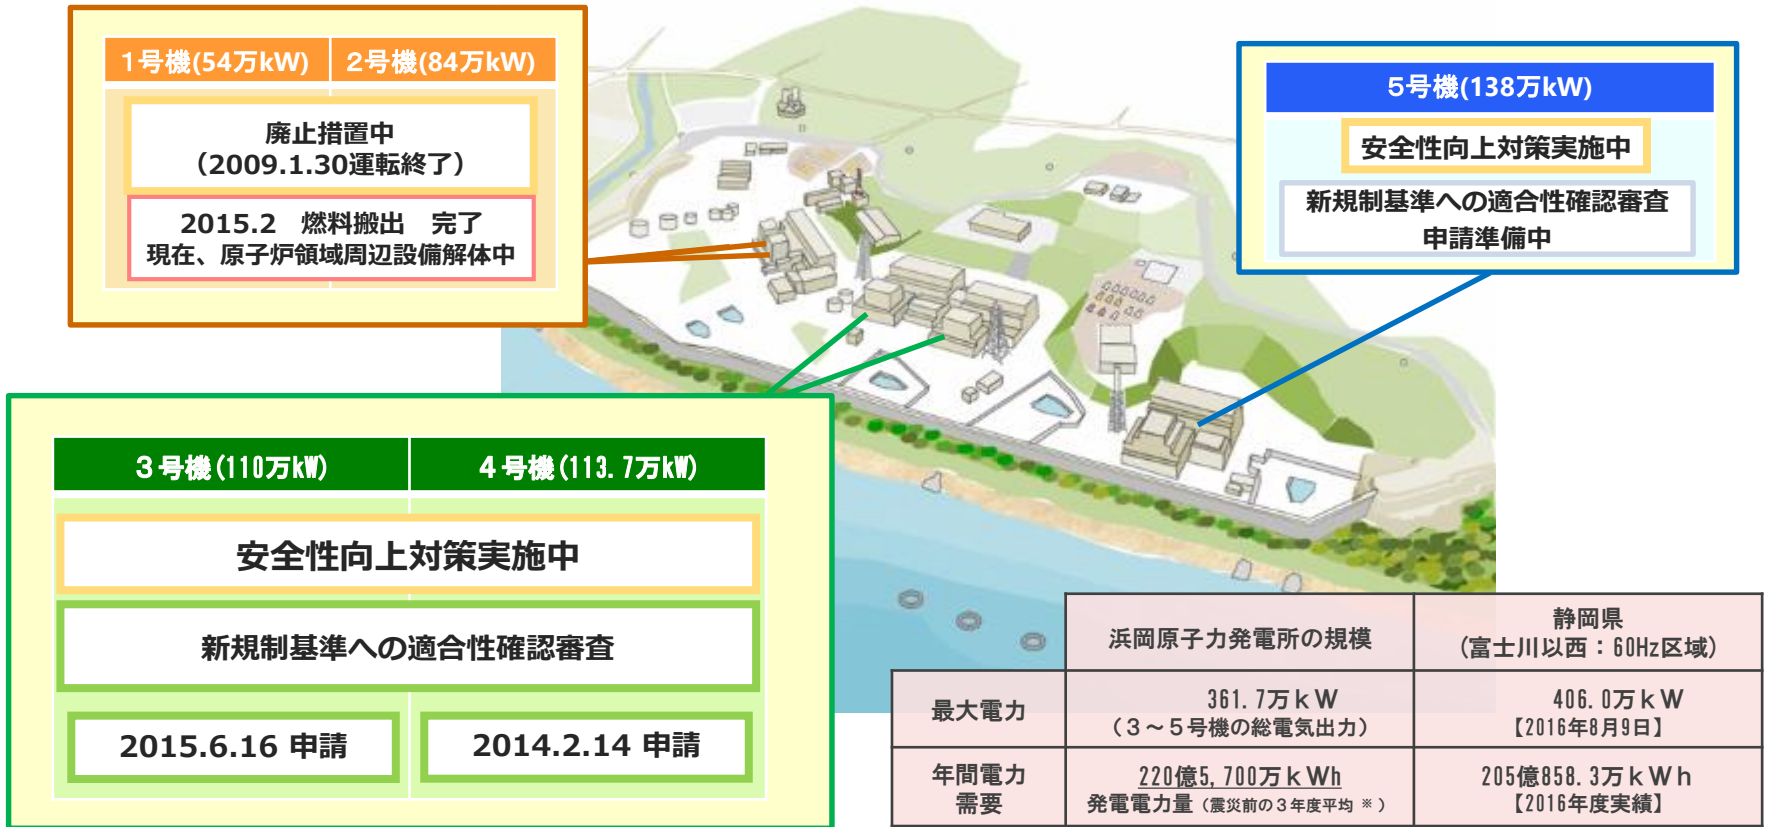 1号機(54万kW)
2号機(84万kW)
廃止措置中
（2009.1.30運転終了）
2015.2　燃料搬出　完了
現在、原子炉領域周辺設備解体中
5号機(138万kW)
安全性向上対策実施中
新規制基準への適合性確認審査
申請準備中
３号機(110万kW)
４号機(113.7万kW)
安全性向上対策実施中
新規制基準への適合性確認審査
2015.6.16 申請
2014.2.14 申請
浜岡原子力発電所の規模
静岡県
（富士川以西：60Hz区域）
最大電力
361.7万ｋＷ
（３～５号機の総電気出力）
406.0万ｋＷ
【2016年8月9日】
年間電力
需要
220億5,700万ｋWh
発電電力量（震災前の３年度平均 ※ ）
205億858.3万ｋＷｈ
【2016年度実績】